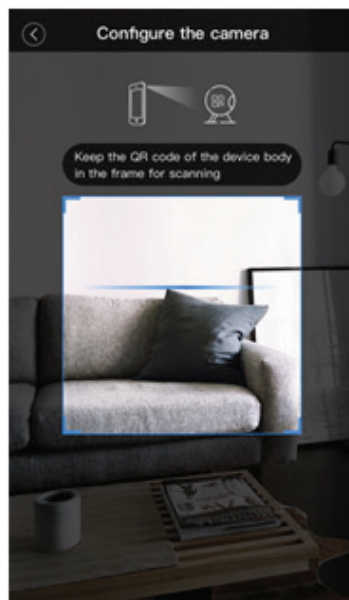 Configure the camera
Keep the QR code of the device body
in the frame for scanning